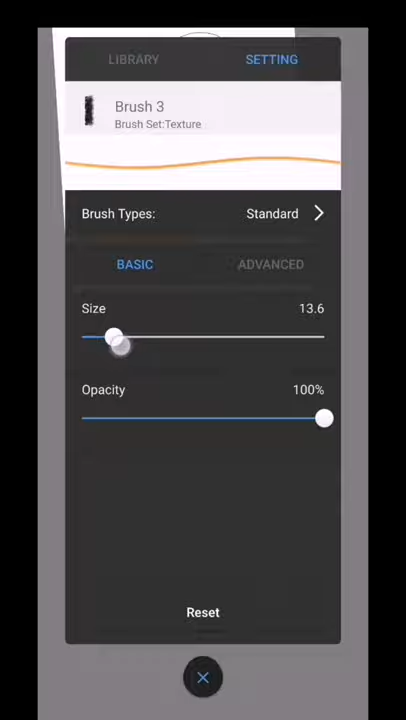 LIBRARY SETTING
Brush 3
Brush Set:Texture
Brush Types: Standard
BASIC ADVANCED
Size 13.6
Opacity 100%
Reset